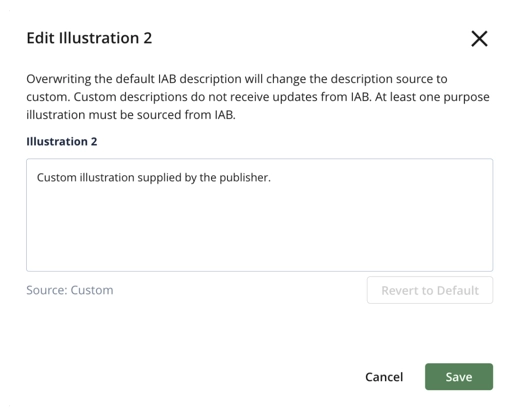 Edit Illustration 2
Overwriting the default IAB description will change the description source to
custom. Custom descriptions do not receive updates from IAB. At least one purpose
illustration must be sourced from IAB.
Illustration 2
Custom illustration supplied by the publisher.
Source: Custom
Revert to Default
Cancel
Save